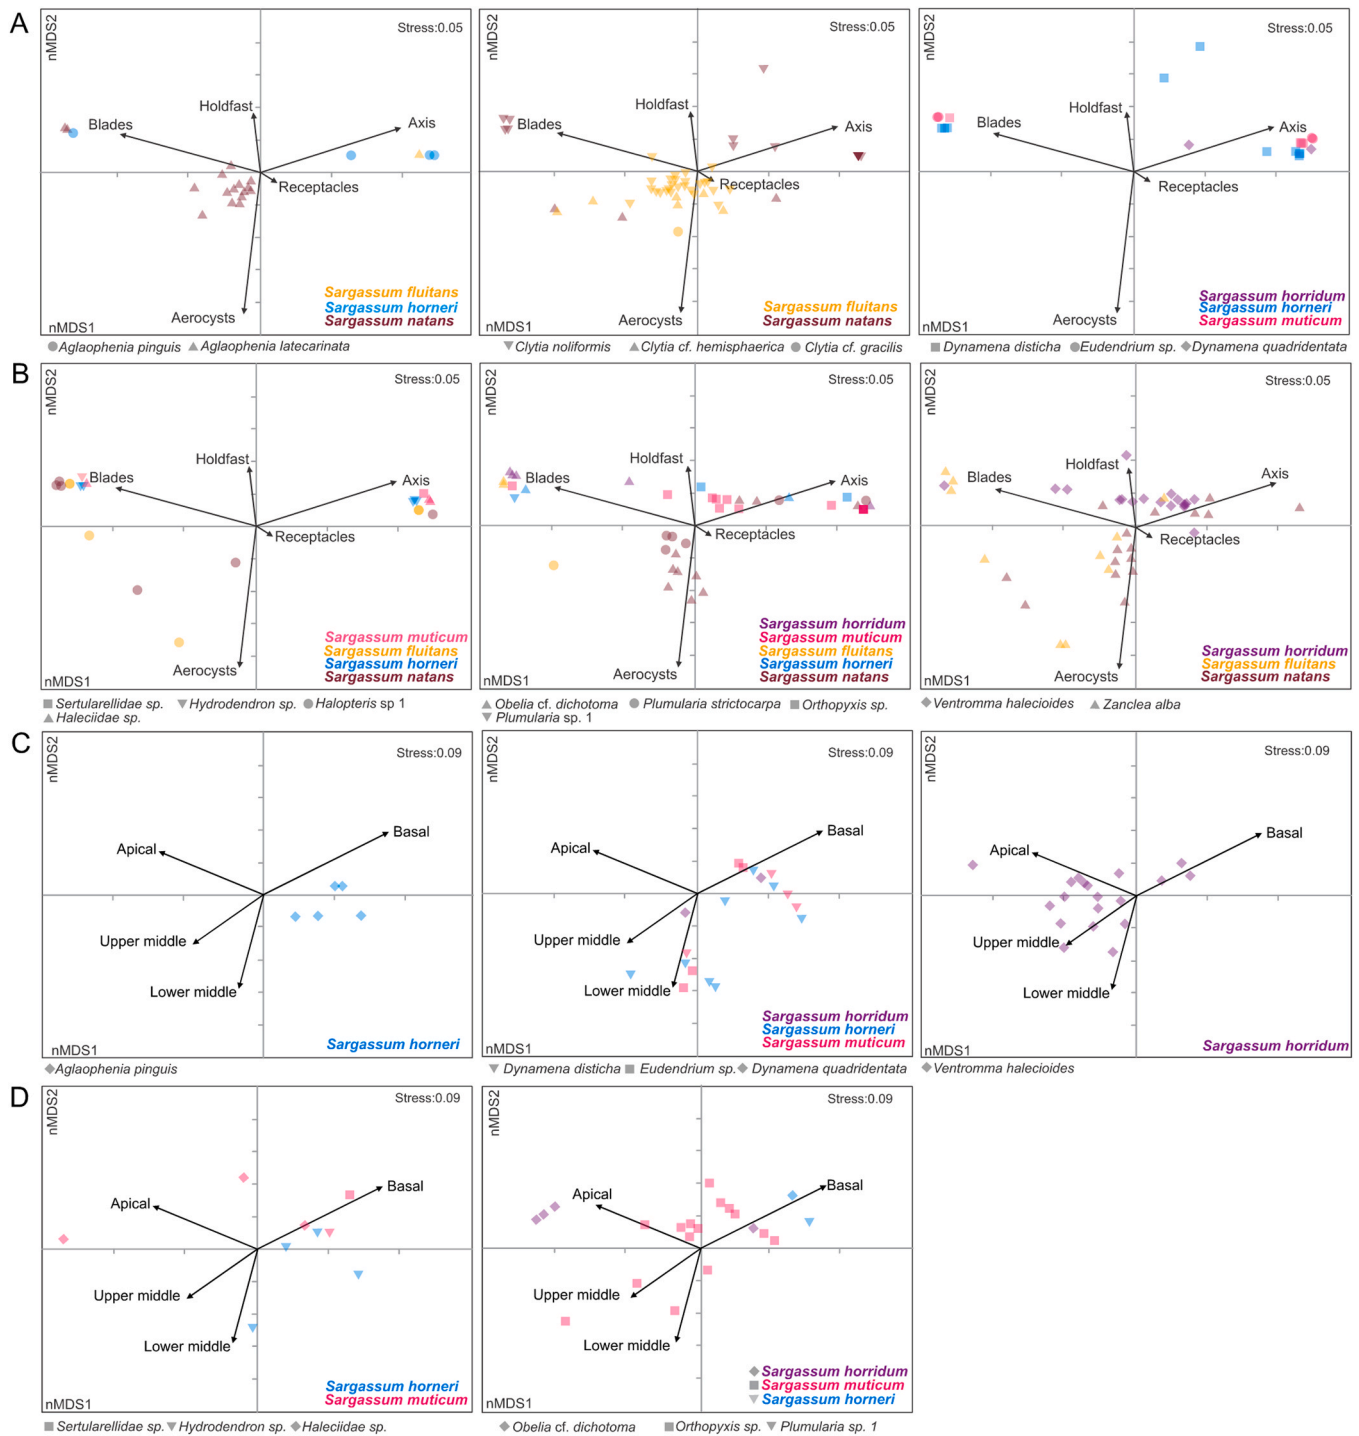 A
nMDS2
Stress:0.05
Holdfast
Blades
Axis
Receptacles
Aerocysts
Sargassum fluitans
Sargassum horneri
Sargassum natans
nMDS1
Aglaophenia pinguis Aglaophenia latecarinata
nMDS2
Stress:0.05
Holdfast
Blades
Axis
Receptacles
Aerocysts
Sargassum fluitans
Sargassum natans
nMDS1
Clytia noliformis Clytia cf. hemisphaerica Clytia cf. gracilis
nMDS2
Stress:0.05
Holdfast
Blades
Axis
Receptacles
Aerocysts
Sargassum horridum
Sargassum horneri
Sargassum muticum
nMDS1
Dynamena disticha Eudendrium sp. Dynamena quadridentata
B
nMDS2
Stress:0.05
Holdfast
Blades
Axis
Receptacles
Aerocysts
Sargassum muticum
Sargassum fluitans
Sargassum horneri
Sargassum natans
nMDS1
Sertularellidae sp. Hydrodendron sp. Halopteris sp 1
Haleciidae sp.
nMDS2
Stress:0.05
Holdfast
Blades
Axis
Receptacles
Aerocysts
Sargassum horridum
Sargassum muticum
Sargassum fluitans
Sargassum horneri
Sargassum natans
nMDS1
Obelia cf. dichotoma Plumularia strictocarpa Orthopyxis sp.
Plumularia sp. 1
nMDS2
Stress:0.05
Holdfast
Blades
Axis
Receptacles
Aerocysts
Sargassum horridum
Sargassum fluitans
Sargassum natans
nMDS1
Ventromma halecioides Zanclea alba
C
nMDS2
Stress:0.09
Basal
Apical
Upper middle
Lower middle
Sargassum horneri
nMDS1
Aglaophenia pinguis
nMDS2
Stress:0.09
Basal
Apical
Upper middle
Lower middle
Sargassum horridum
Sargassum horneri
Sargassum muticum
nMDS1
Dynamena disticha Eudendrium sp. Dynamena quadridentata
nMDS2
Stress:0.09
Basal
Apical
Upper middle
Lower middle
Sargassum horridum
nMDS1
Ventromma halecioides
D
nMDS2
Stress:0.09
Basal
Apical
Upper middle
Lower middle
Sargassum horneri
Sargassum muticum
nMDS1
Sertularellidae sp. Hydrodendron sp. Haleciidae sp.
nMDS2
Stress:0.09
Basal
Apical
Upper middle
Lower middle
Sargassum horridum
Sargassum muticum
Sargassum horneri
nMDS1
Obelia cf. dichotoma Orthopyxis sp. Plumularia sp. 1